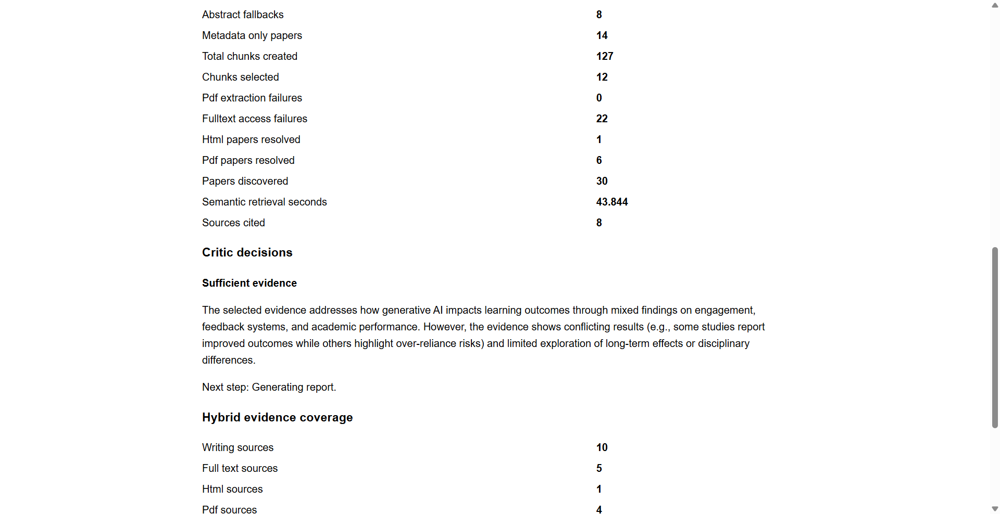 Abstract fallbacks 8
Metadata only papers 14
Total chunks created 127
Chunks selected 12
Pdf extraction failures 0
Fulltext access failures 22
Html papers resolved 1
Pdf papers resolved 6
Papers discovered 30
Semantic retrieval seconds 43.844
Sources cited 8
Critic decisions
Sufficient evidence
The selected evidence addresses how generative AI impacts learning outcomes through mixed findings on engagement,
feedback systems, and academic performance. However, the evidence shows conflicting results (e.g., some studies report
improved outcomes while others highlight over-reliance risks) and limited exploration of long-term effects or disciplinary
differences.
Next step: Generating report.
Hybrid evidence coverage
Writing sources 10
Full text sources 5
Html sources 1
Pdf sources 4